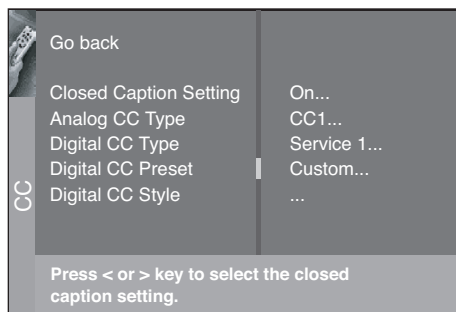 Go back
Closed Caption Setting On...
Analog CC Type CC1...
Digital CC Type Service 1...
Digital CC Preset Custom...
Digital CC Style ...
CC
Press < or > key to select the closed
caption setting.